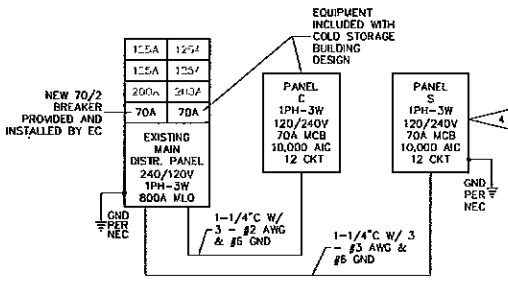 EQUIPMENT
INCLUDED WITH
COLD STORAGE
BUILDING
DESIGN
125A
200A 200A
70A 70A
NEW 70/2
BREAKER
PROVIDED AND
INSTALLED BY EC
EXISTING
MAIN
DISTR. PANEL
240/120V
1PH-3W
800A MLO
GND
PER
NEC
PANEL
C
1PH-3W
120/240V
70A MCB
10,000 AIC
12 CKT
PANEL
S
1PH-3W
120/240V
70A MCB
10,000 AIC
12 CKT
4
GND
PER
NEC
1-1/4"C W/
3 - #2 AWG
& #6 GND
1-1/4"C W/ 3
- #3 AWG &
#6 GND